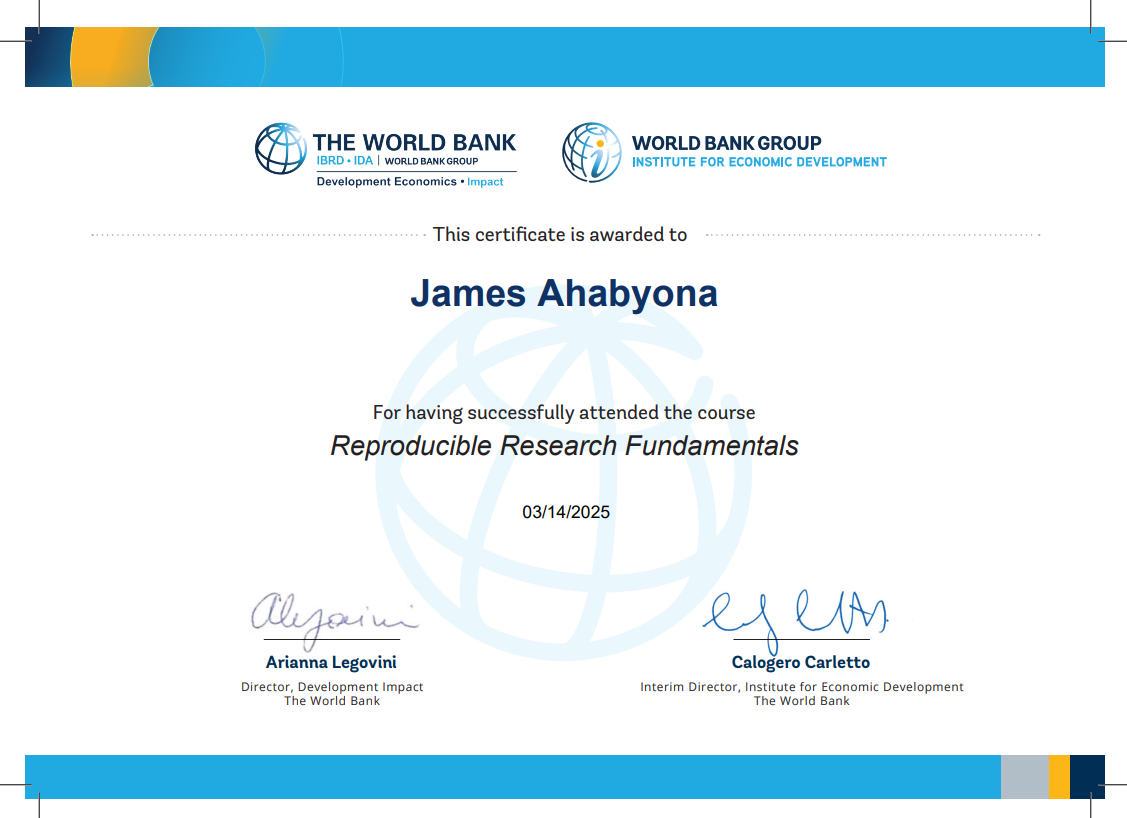 THE WORLD BANK
IBRD • IDA | WORLD BANK GROUP
Development Economics • Impact
WORLD BANK GROUP
INSTITUTE FOR ECONOMIC DEVELOPMENT
This certificate is awarded to
James Ahabyona
For having successfully attended the course
Reproducible Research Fundamentals
03/14/2025
Arianna Legovini
Director, Development Impact
The World Bank
Calogero Carletto
Interim Director, Institute for Economic Development
The World Bank